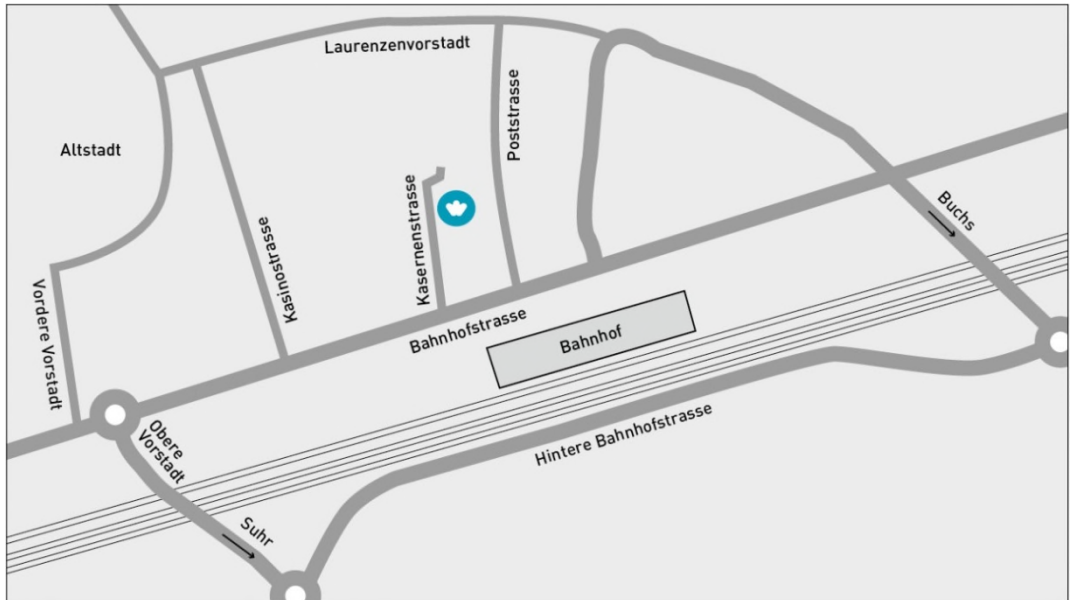 Laurenzenvorstadt
Poststrasse
Altstadt
Kasernenstrasse
Buchs
Kasinostrasse
Vordere Vorstadt
Bahnhofstrasse
Bahnhof
Hintere Bahnhofstrasse
Obere
Vorstadt
Suhr